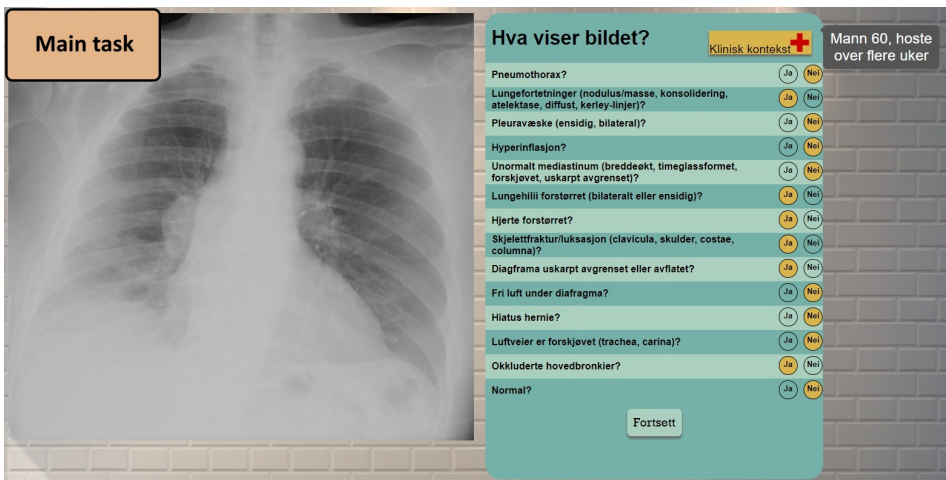 Main task
Hva viser bildet?
Klinisk kontekst
Mann 60, hoste
over flere uker
Pneumothorax?
Ja
Nei
Lungefortetninger (nodulus/masse, konsolidering,
atelektase, diffust, kerley-linjer)?
Ja
Nei
Pleuravæske (ensidig, bilateral)?
Ja
Nei
Hyperinflasjon?
Ja
Nei
Unormalt mediastinum (breddeøkt, timeglassformet,
forskjøvet, uskarpt avgrenset)?
Ja
Nei
Lungehilii forstørret (bilateralt eller ensidig)?
Ja
Nei
Hjerte forstørret?
Ja
Nei
Skjelettfraktur/luksasjon (clavicula, skulder, costae,
columna)?
Ja
Nei
Diagframa uskarpt avgrenset eller avflatet?
Ja
Nei
Fri luft under diafragma?
Ja
Nei
Hiatus hernie?
Ja
Nei
Luftveier er forskjøvet (trachea, carina)?
Ja
Nei
Okkluderte hovedbronkier?
Ja
Nei
Normal?
Ja
Nei
Fortsett